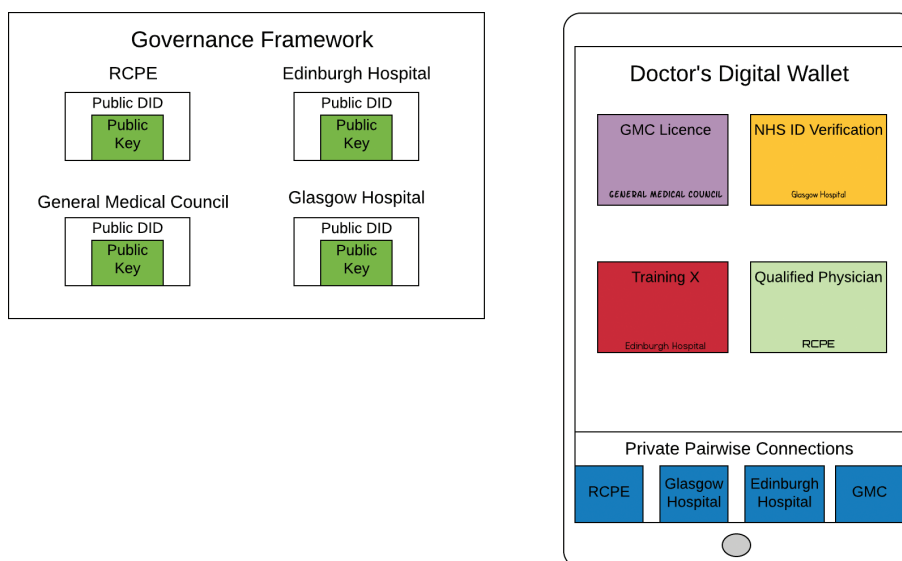 Governance Framework
RCPE
Edinburgh Hospital
Public DID
Public
Key
Public DID
Public
Key
General Medical Council
Glasgow Hospital
Public DID
Public
Key
Public DID
Public
Key
Doctor's Digital Wallet
GMC Licence
GENERAL MEDICAL COUNCIL
NHS ID Verification
Glasgow Hospital
Training X
Edinburgh Hospital
Qualified Physician
RCPE
Private Pairwise Connections
RCPE
Glasgow
Hospital
Edinburgh
Hospital
GMC